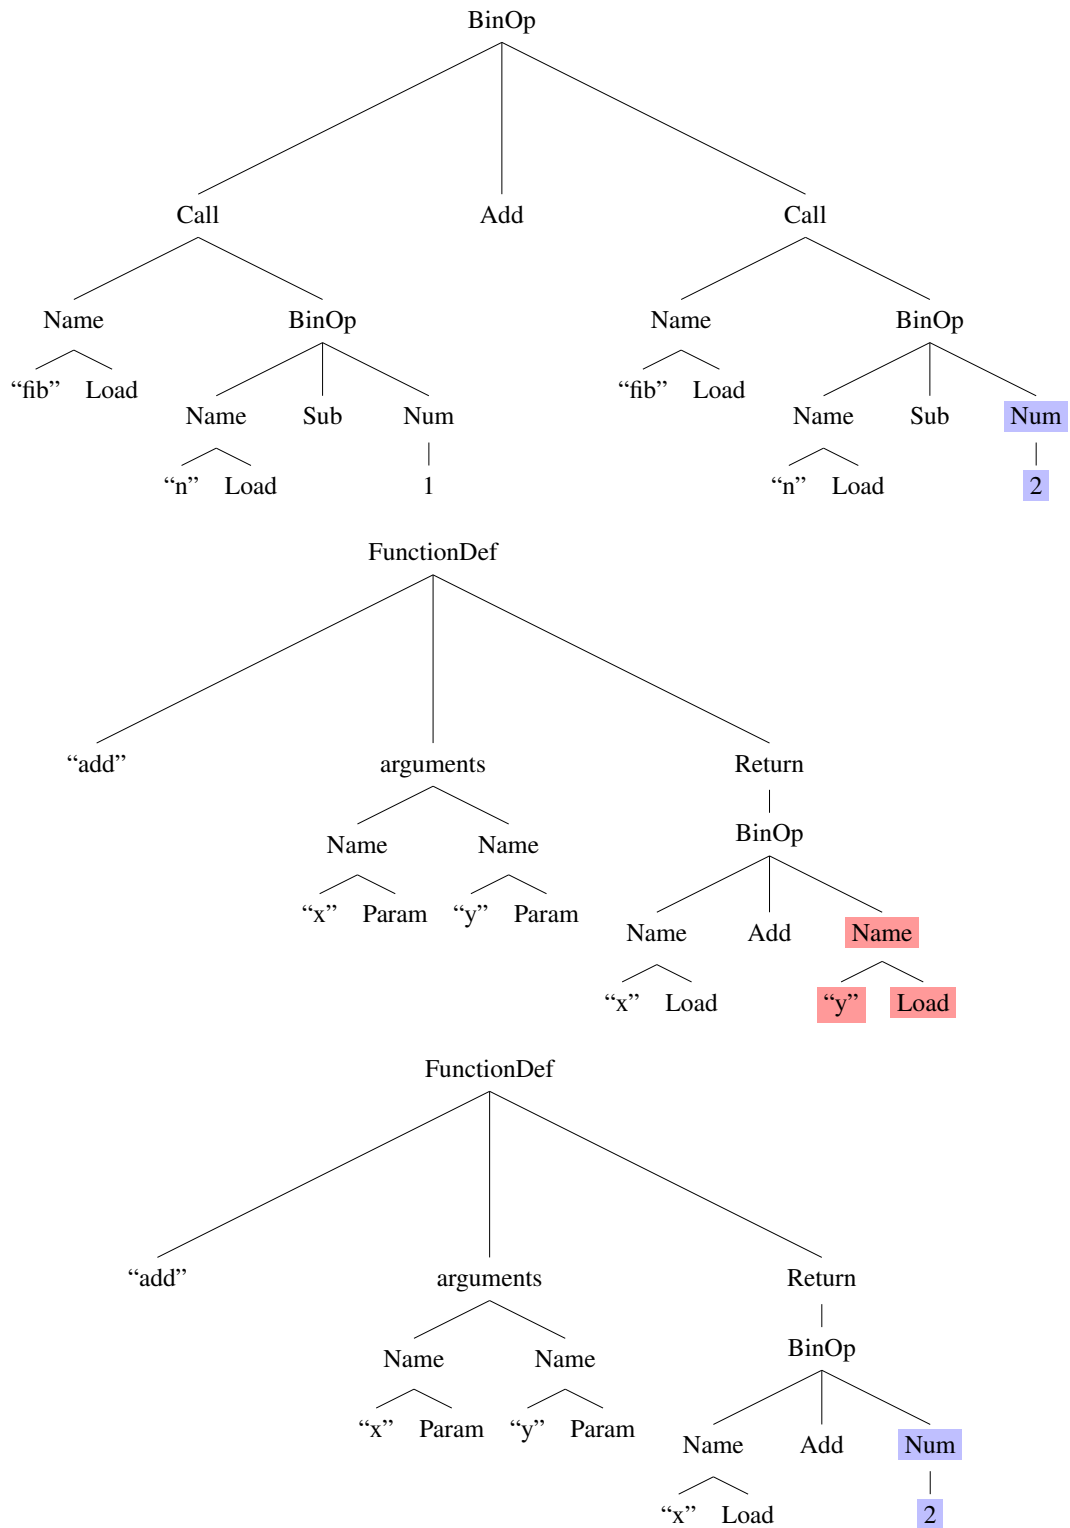 BinOp
Call Add Call
Name BinOp Name BinOp
“fib” Load “fib” Load
Name Sub Num Name Sub Num
“n” Load 1 “n” Load 2
FunctionDef
“add” arguments Return
BinOp
Name Name
“x” Param “y” Param
Name Add Name
“x” Load “y” Load
FunctionDef
“add” arguments Return
BinOp
Name Name
“x” Param “y” Param
Name Add Num
“x” Load 2